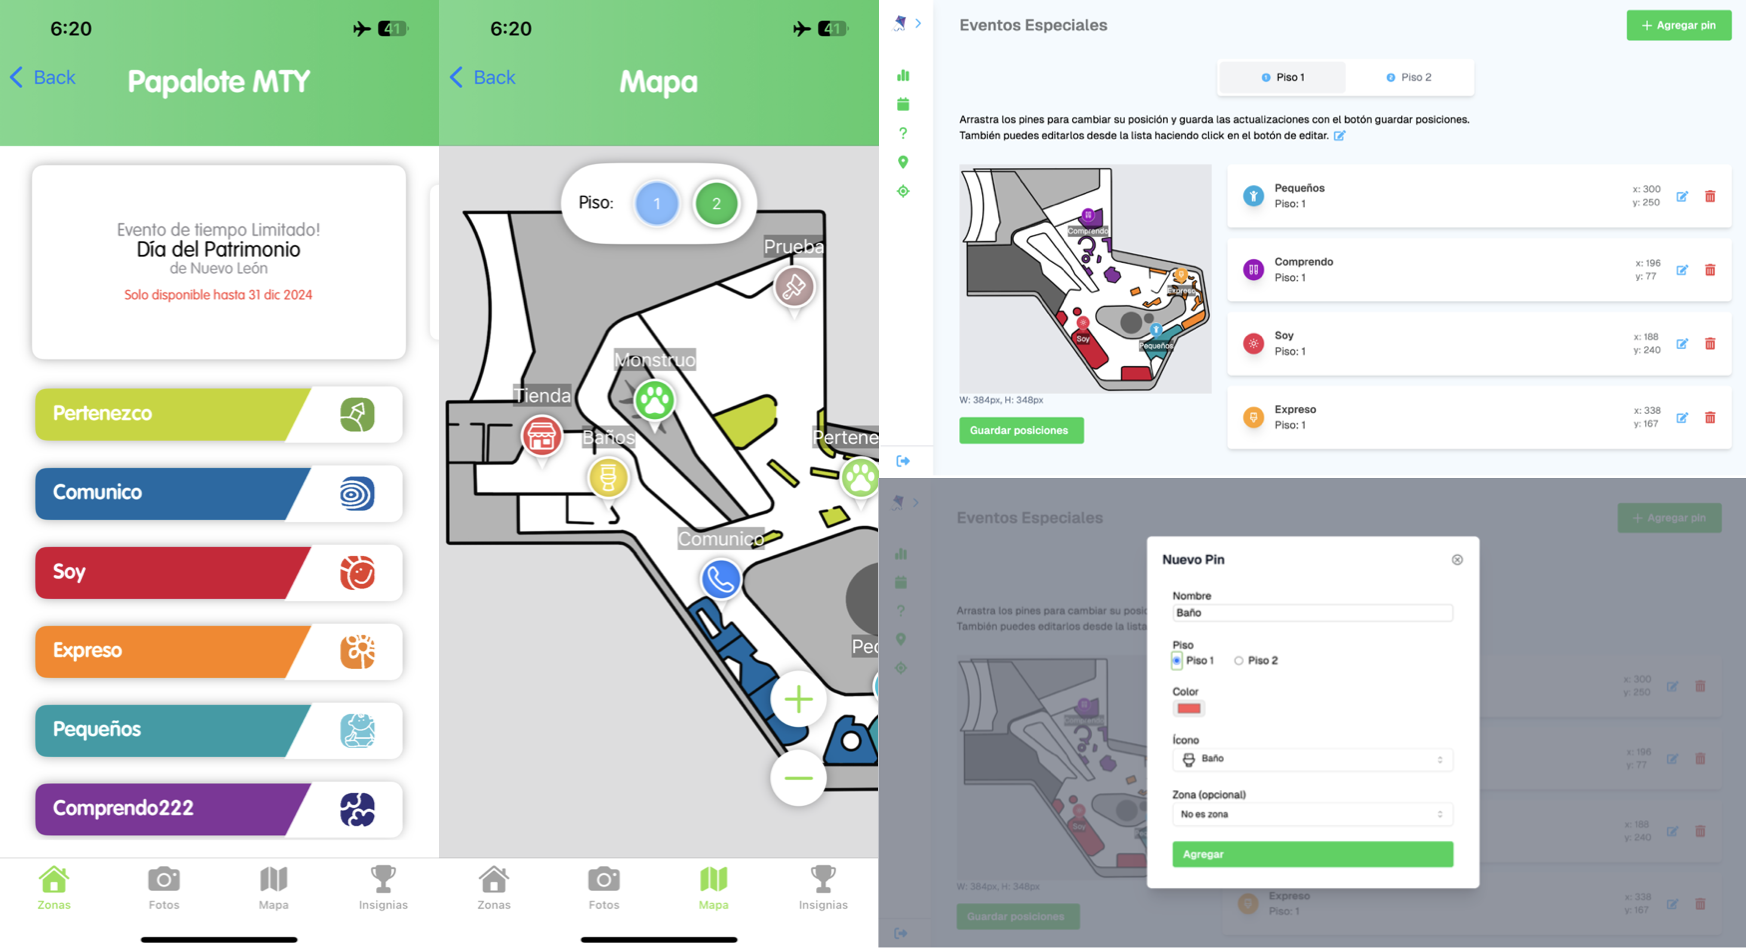 6:20
41
Back
Papalote MTY
Evento de tiempo Limitado!
Día del Patrimonio
de Nuevo León
Solo disponible hasta 31 dic 2024
Pertenezco
Comunico
Soy
Expreso
Pequeños
Comprendo222
Zonas
Fotos
Mapa
Insignias
6:20
41
Back
Mapa
Piso:
1
2
Prueba
Monstruo
Tienda
Baños
Pertene
Comunico
Pec
Zonas
Fotos
Mapa
Insignias
Eventos Especiales
+ Agregar pin
Piso 1
Piso 2
Arrastra los pines para cambiar su posición y guarda las actualizaciones con el botón guardar posiciones.
También puedes editarlos desde la lista haciendo click en el botón de editar.
Comprendo
Expreso
Soy
Pequeños
W: 384px, H: 348px
Guardar posiciones
Pequeños
Piso: 1
x: 300
y: 250
Comprendo
Piso: 1
x: 196
y: 77
Soy
Piso: 1
x: 188
y: 240
Expreso
Piso: 1
x: 338
y: 167
Eventos Especiales
+ Agregar pin
Arrastra los pines para cambiar su posic
También puedes editarlos desde la lista
Soy
W: 384px, H: 348px
Guardar posiciones
x: 300
y: 250
x: 196
y: 77
x: 188
y: 240
Expreso
Piso: 1
x: 338
y: 167
Nuevo Pin
Nombre
Baño
Piso
Piso 1
Piso 2
Color
Ícono
Baño
Zona (opcional)
No es zona
Agregar